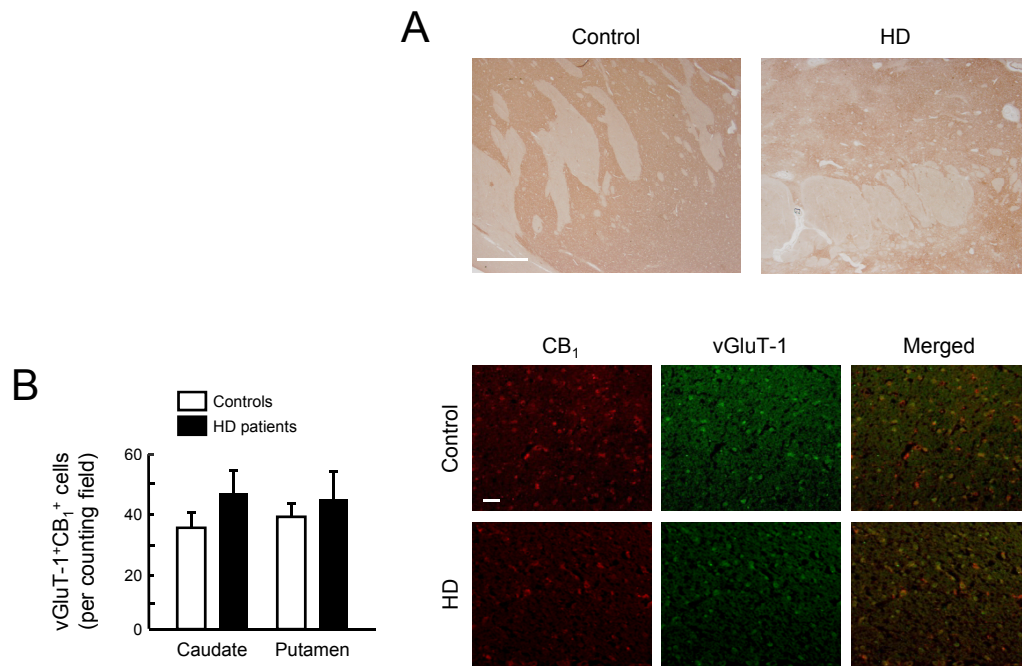 A
Control
HD
CB₁ vGluT-1 Merged
Control
HD
B
Controls
HD patients
vGluT-1⁺CB₁⁺ cells
(per counting field)
60
40
20
0
Caudate Putamen